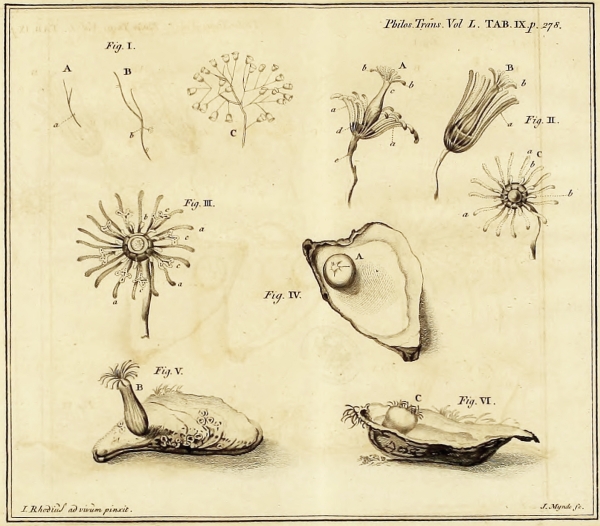 Philos. Trans. Vol L. TAB. IX. p. 278.
Fig. I.
A
B
a
b
C
A
b
b
c
a
d
a
e
B
b
a
Fig. II.
C
a
b
b
a
Fig. III.
b
c
a
c
c
a
a
a
Fig. IV.
A
Fig. V.
B
C
Fig. VI.
I. Rhodius ad vivum pinxit.
J. Mynde sc.